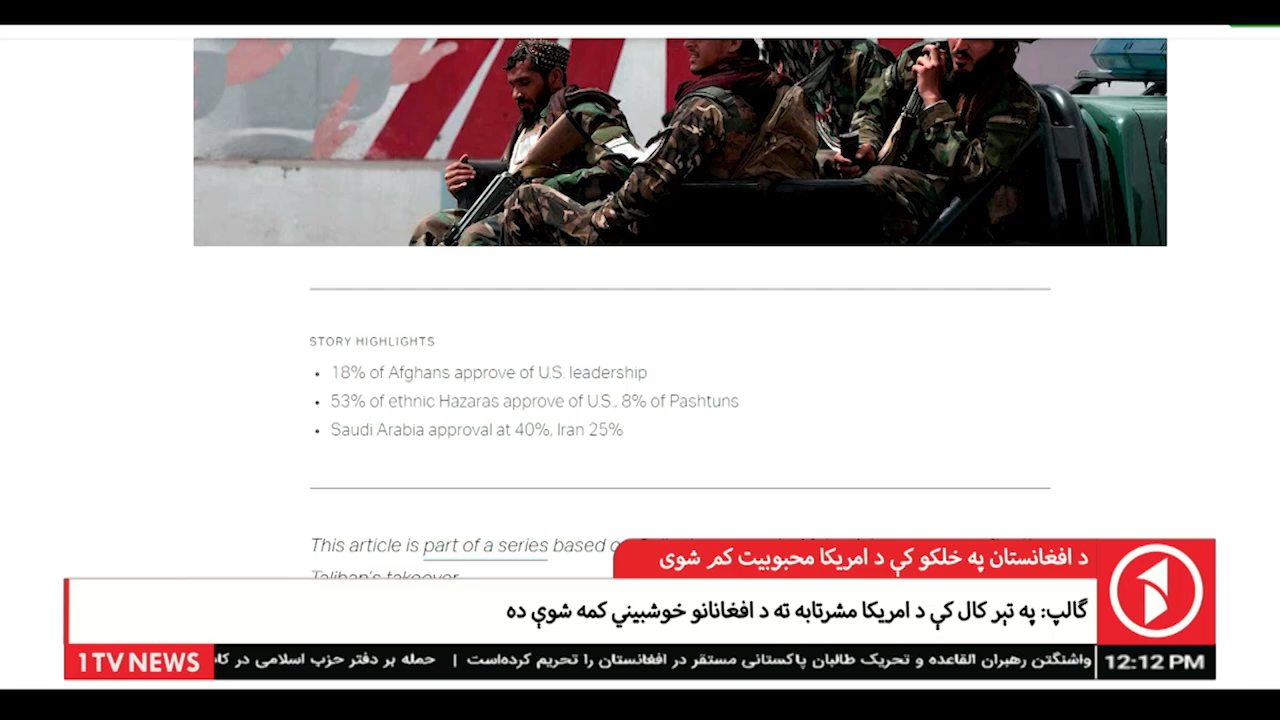 STORY HIGHLIGHTS
• 18% of Afghans approve of U.S. leadership
• 53% of ethnic Hazaras approve of U.S., 8% of Pashtuns
• Saudi Arabia approval at 40%, Iran 25%
This article is part of a series based
Taliban's takeover
د افغانستان په خلکو کې د امریکا محبوبیت کم شوی
ګالپ: په تېر کال کې د امریکا مشرتابه ته د افغانانو خوشبیني کمه شوې ده
1TV NEWS
واشنگتن رهبران القاعده و تحریک طالبان پاکستانی مستقر در افغانستان را تحریم کرده‌است | حمله بر دفتر حزب اسلامی در
12:12 PM